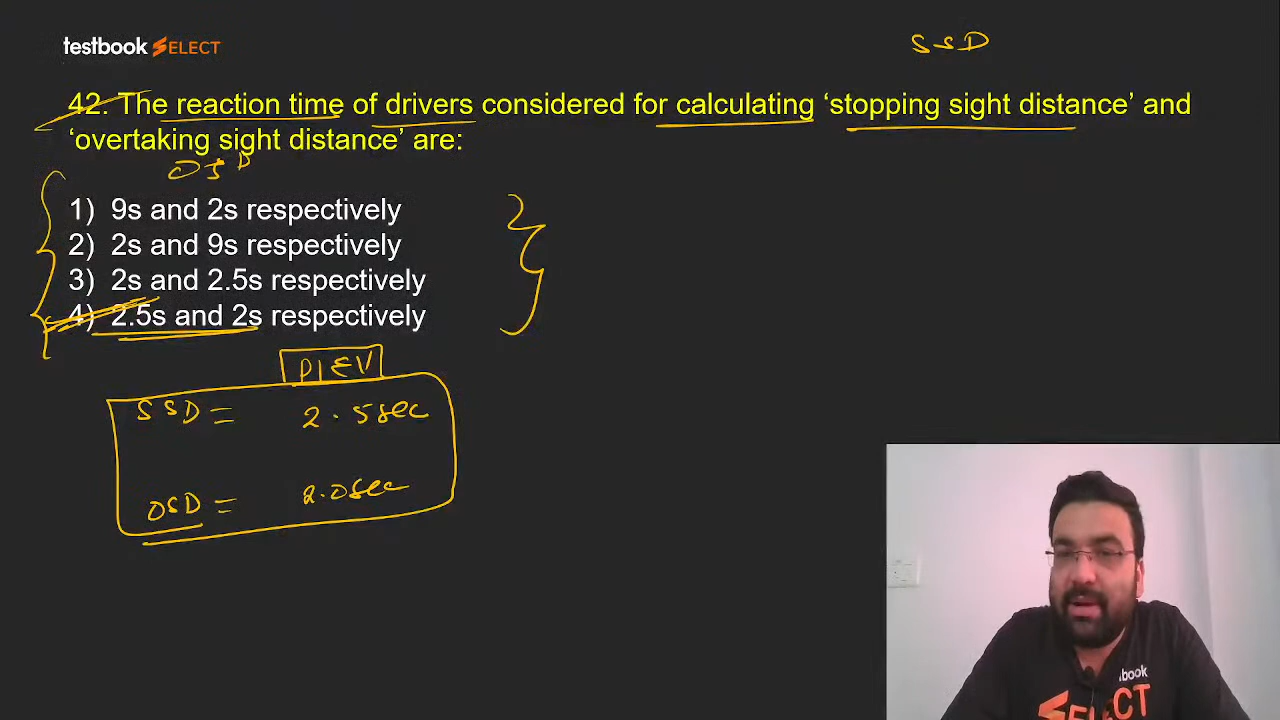 testbook SELECT
SSD
42. The reaction time of drivers considered for calculating ‘stopping sight distance’ and
‘overtaking sight distance’ are:
OSD
1) 9s and 2s respectively
2) 2s and 9s respectively
3) 2s and 2.5s respectively
4) 2.5s and 2s respectively
PIEV
SSD = 2.5sec
OSD = 2.0sec
tbook
SELECT